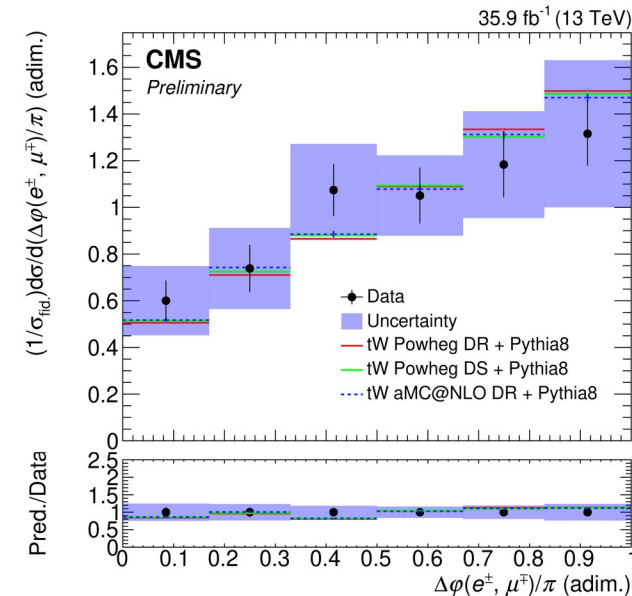 35.9 fb⁻¹ (13 TeV)
CMS
Preliminary
(1/σfid.)dσ/d(Δφ(e±, μ∓)/π) (adim.)
1.6
1.4
1.2
1
0.8
0.6
0.4
0.2
0
Data
Uncertainty
tW Powheg DR + Pythia8
tW Powheg DS + Pythia8
tW aMC@NLO DR + Pythia8
Pred./Data
2.5
2
1.5
1
0.5
0
0 0.1 0.2 0.3 0.4 0.5 0.6 0.7 0.8 0.9 1
Δφ(e±, μ∓)/π (adim.)